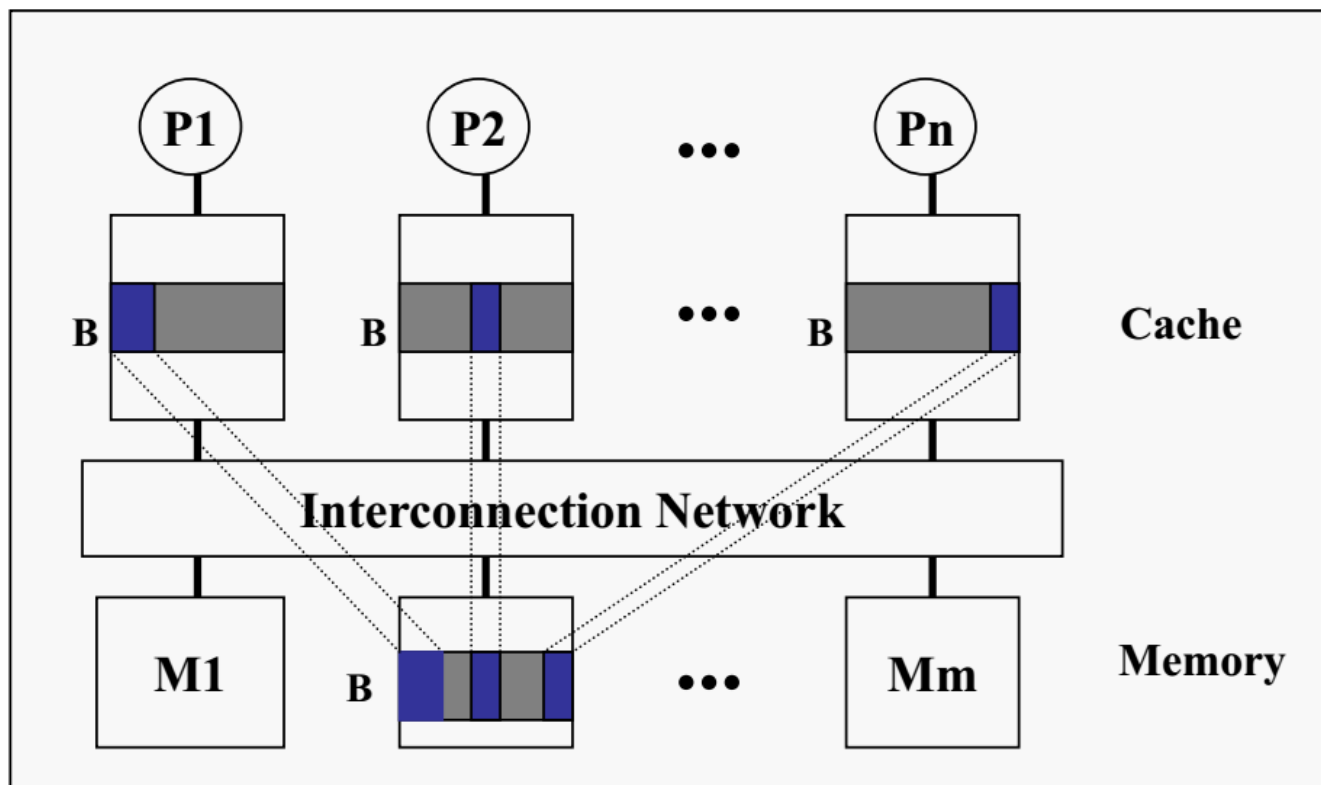 P1 P2 ... Pn
B B ... B Cache
Interconnection Network
M1 B ... Mm Memory